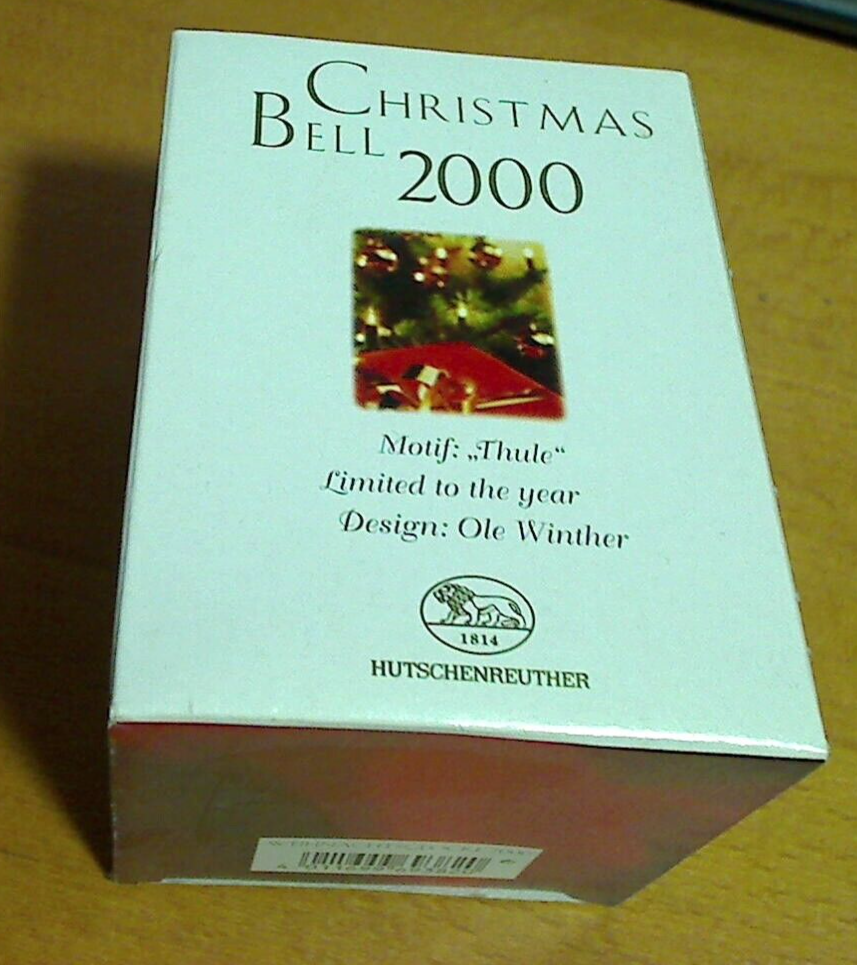 CHRISTMAS
BELL
2000
Motif: „Thule“
Limited to the year
Design: Ole Winther
1814
HUTSCHENREUTHER